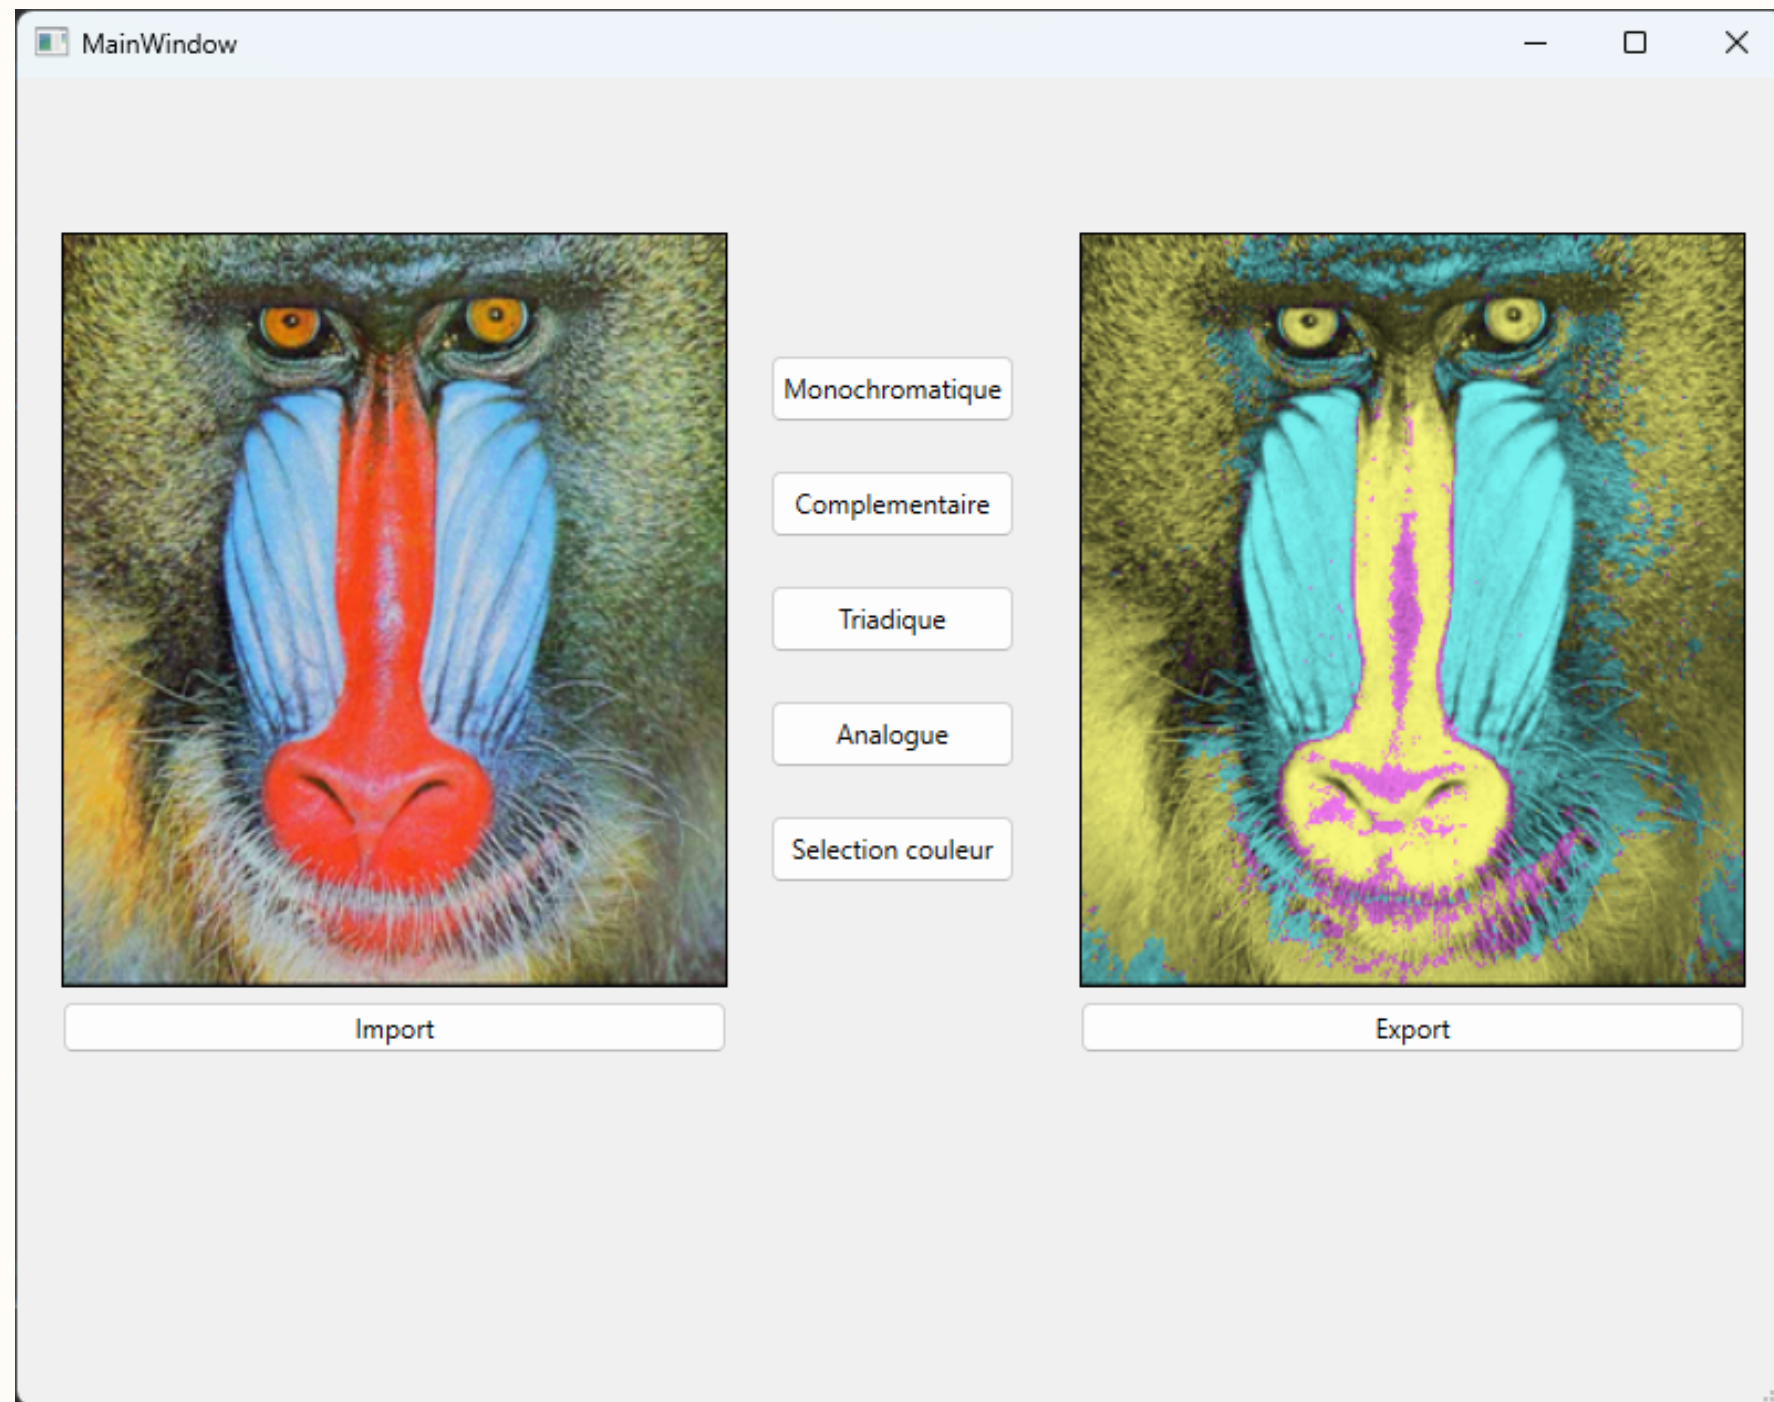 MainWindow
Monochromatique
Complementaire
Triadique
Analogue
Selection couleur
Import
Export